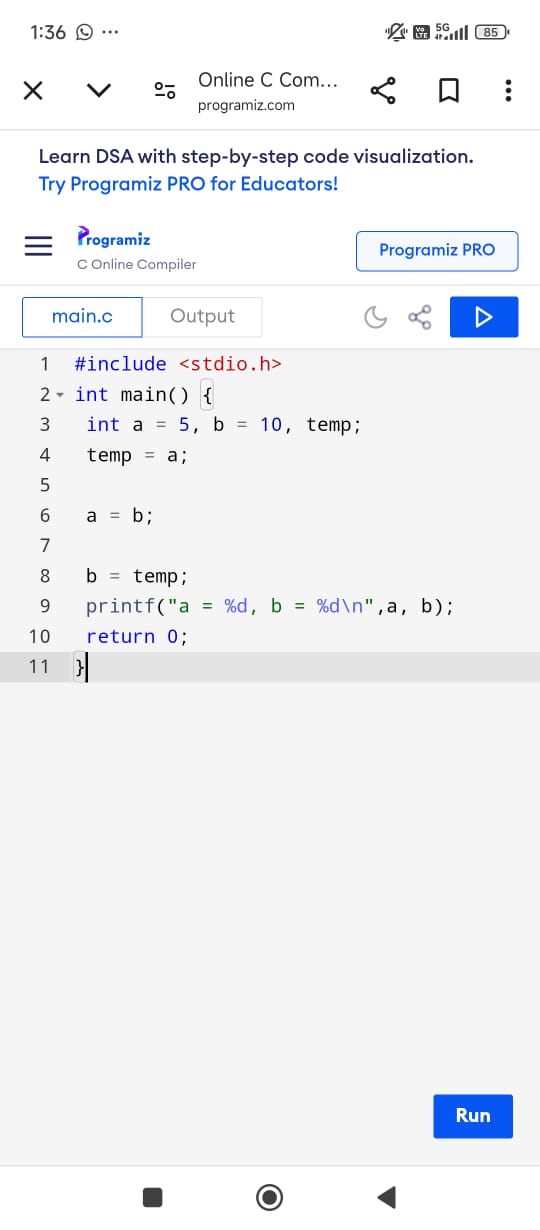 1:36
Vo LTE 5G 85
Online C Com...
programiz.com
Learn DSA with step-by-step code visualization.
Try Programiz PRO for Educators!
Programiz
C Online Compiler
Programiz PRO
main.c Output
1 #include <stdio.h>
2 int main() {
3 int a = 5, b = 10, temp;
4 temp = a;
5
6 a = b;
7
8 b = temp;
9 printf("a = %d, b = %d\n",a, b);
10 return 0;
11 }
Run